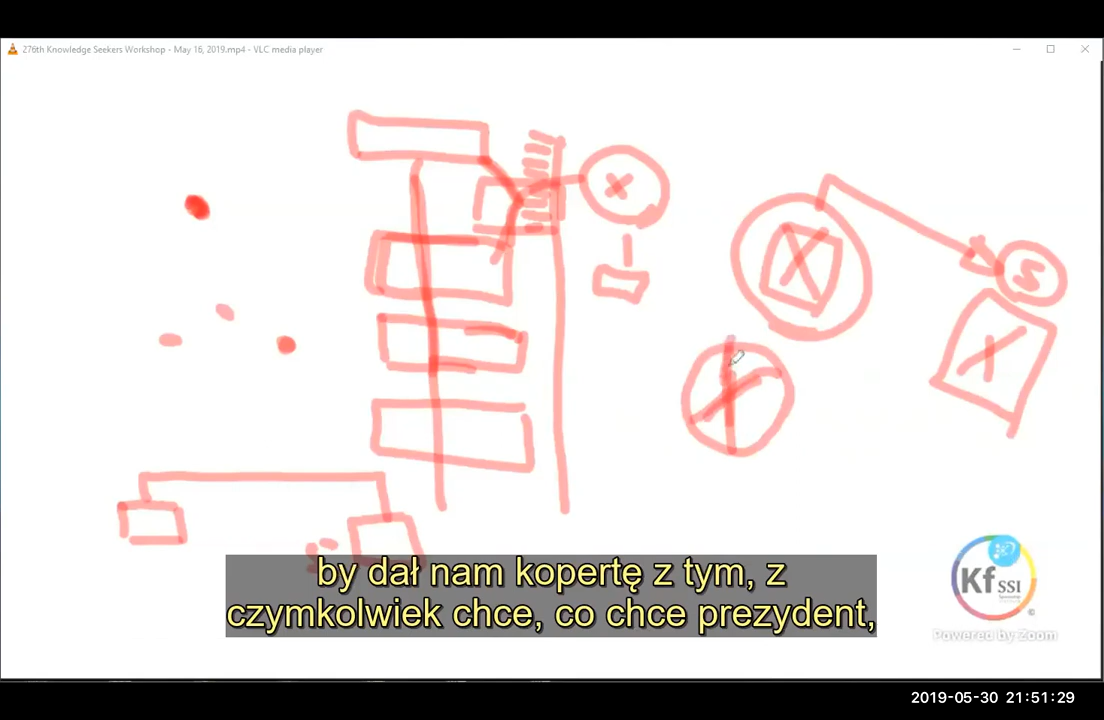 276th Knowledge Seekers Workshop - May 16, 2019.mp4 - VLC media player
X
X
S
X
X
by dał nam kopertę z tym, z
czymkolwiek chce, co chce prezydent,
Kf SSI
©
Powered by Zoom
2019-05-30 21:51:29